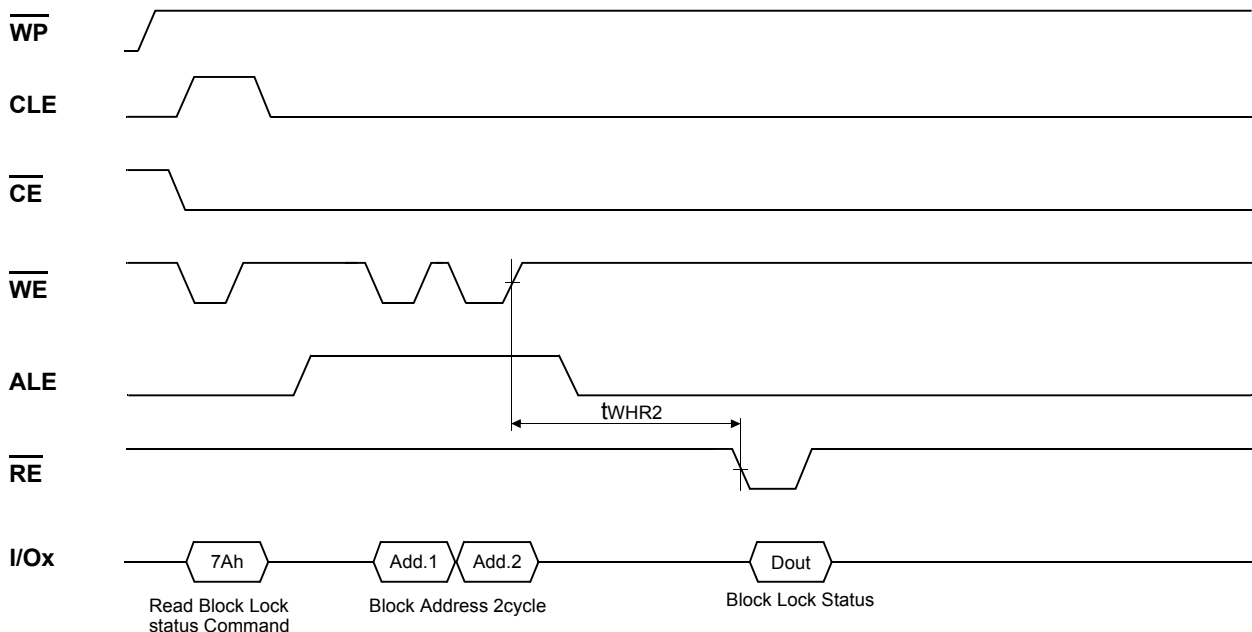 WP
CLE
CE
WE
ALE
tWHR2
RE
I/Ox
7Ah
Add.1
Add.2
Dout
Read Block Lock
status Command
Block Address 2cycle
Block Lock Status